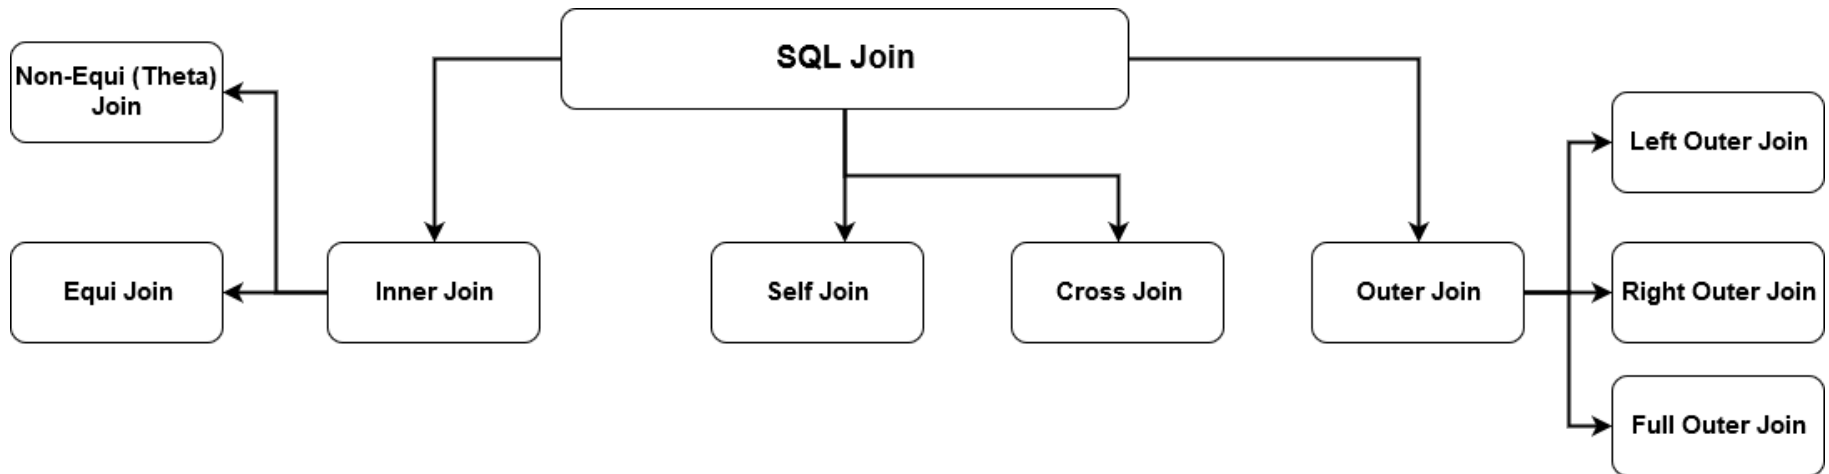 SQL Join
Non-Equi (Theta)
Join
Left Outer Join
Equi Join
Inner Join
Self Join
Cross Join
Outer Join
Right Outer Join
Full Outer Join